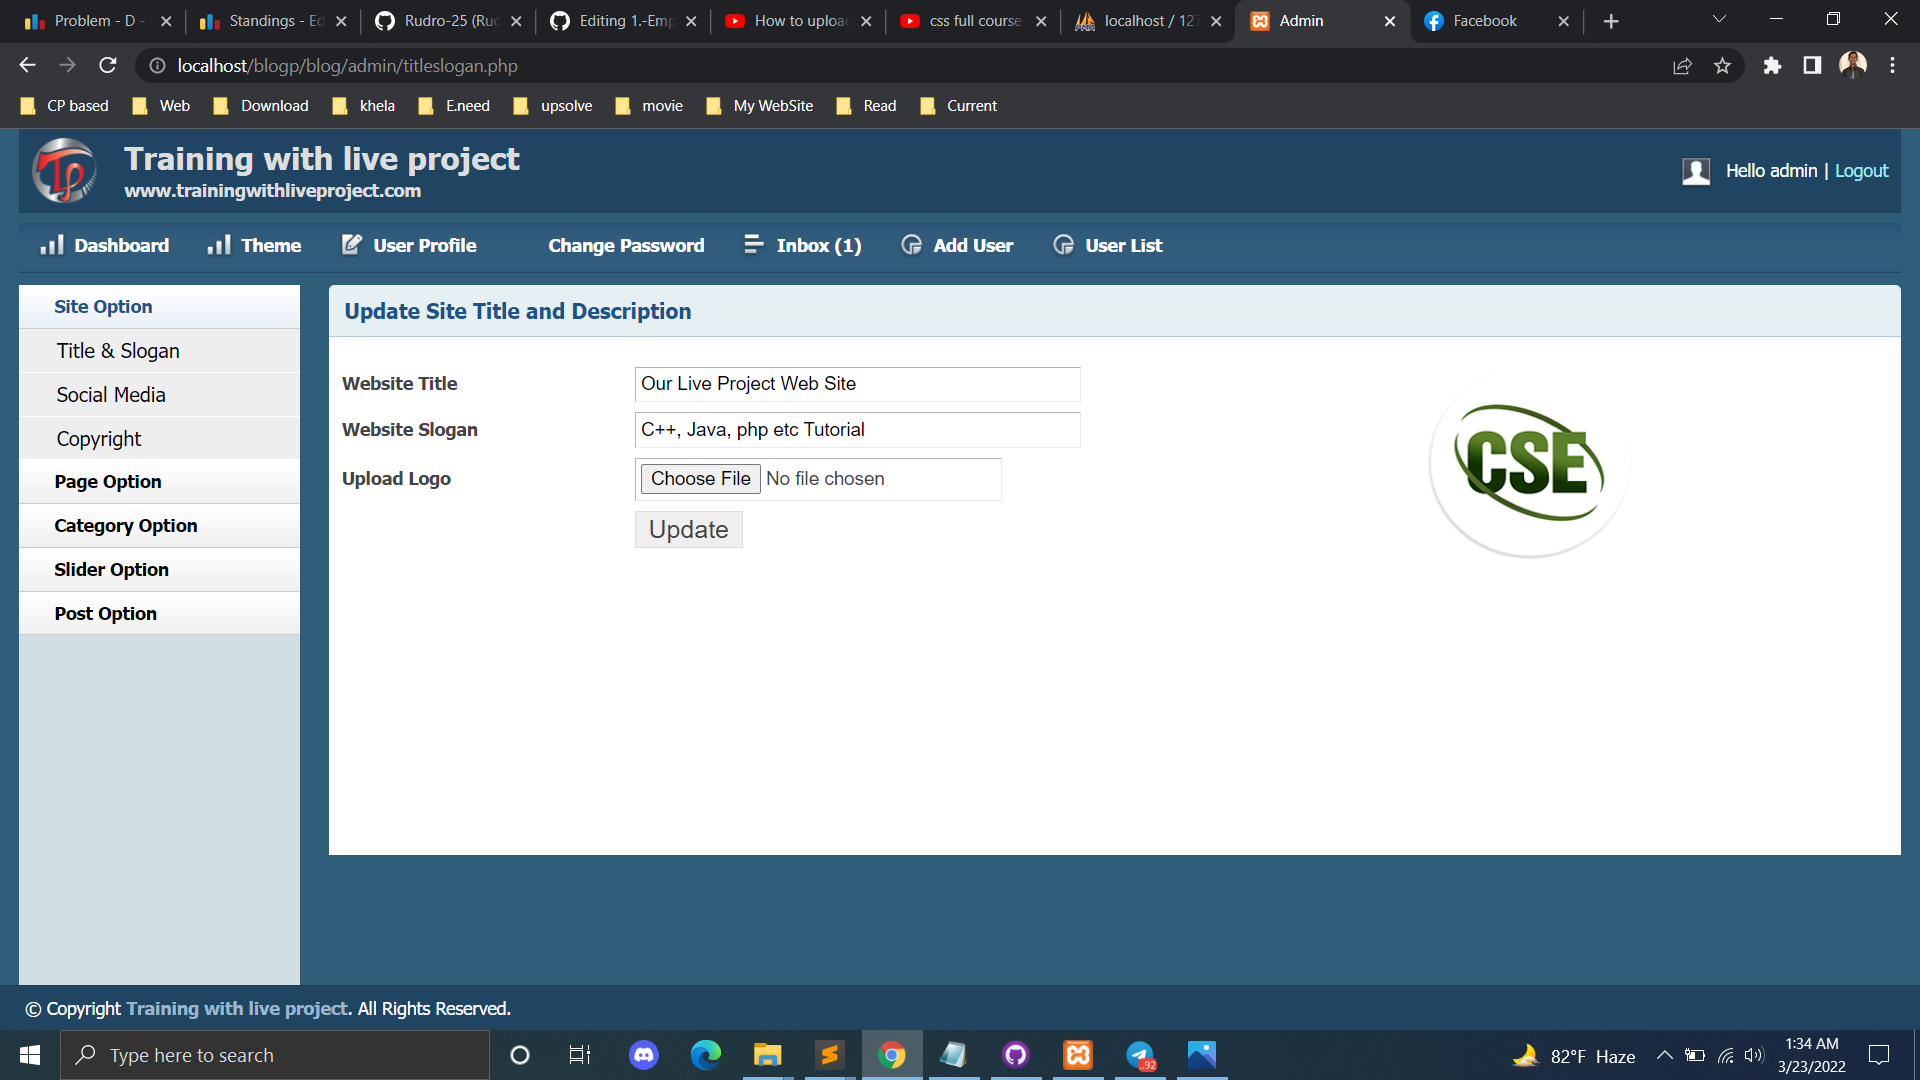 Problem - D -
Standings - Ed
Rudro-25 (Rud
Editing 1.-Emp
How to upload
css full course
localhost / 127
Admin
Facebook
localhost/blogp/blog/admin/titleslogan.php
CP based
Web
Download
khela
E.need
upsolve
movie
My WebSite
Read
Current
Training with live project
www.trainingwithliveproject.com
Hello admin | Logout
Dashboard
Theme
User Profile
Change Password
Inbox (1)
Add User
User List
Site Option
Title & Slogan
Social Media
Copyright
Page Option
Category Option
Slider Option
Post Option
Update Site Title and Description
Website Title
Our Live Project Web Site
Website Slogan
C++, Java, php etc Tutorial
Upload Logo
Choose File No file chosen
Update
CSE
© Copyright Training with live project. All Rights Reserved.
Type here to search
..92
82°F Haze
1:34 AM
3/23/2022